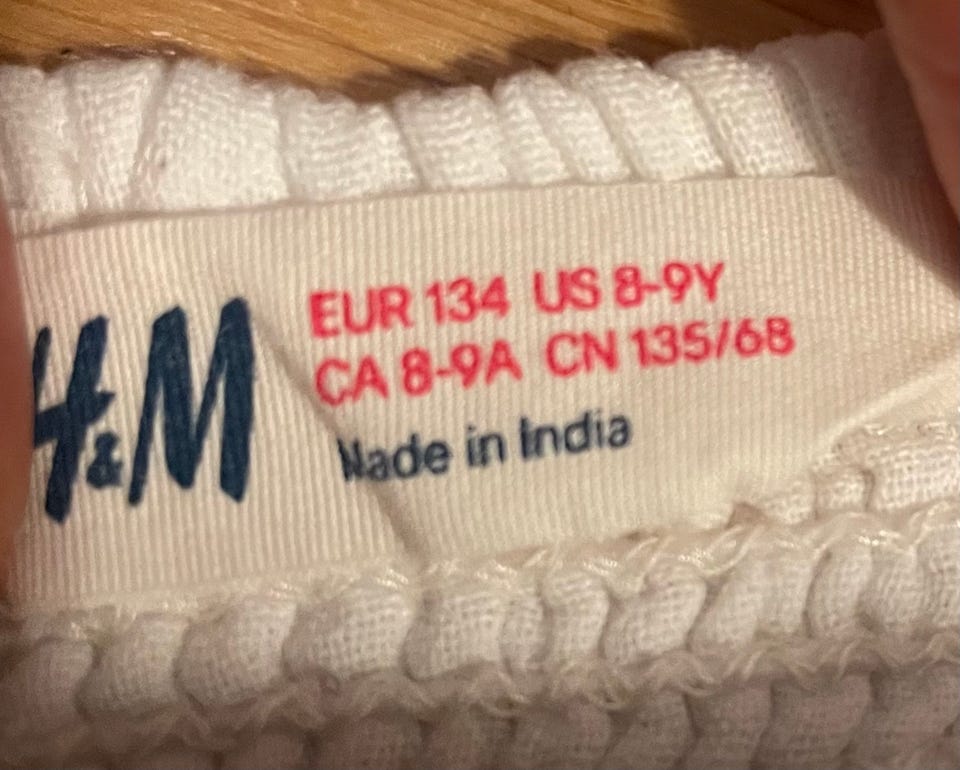 H&M
EUR 134 US 8-9Y
CA 8-9A CN 135/68
Made in India